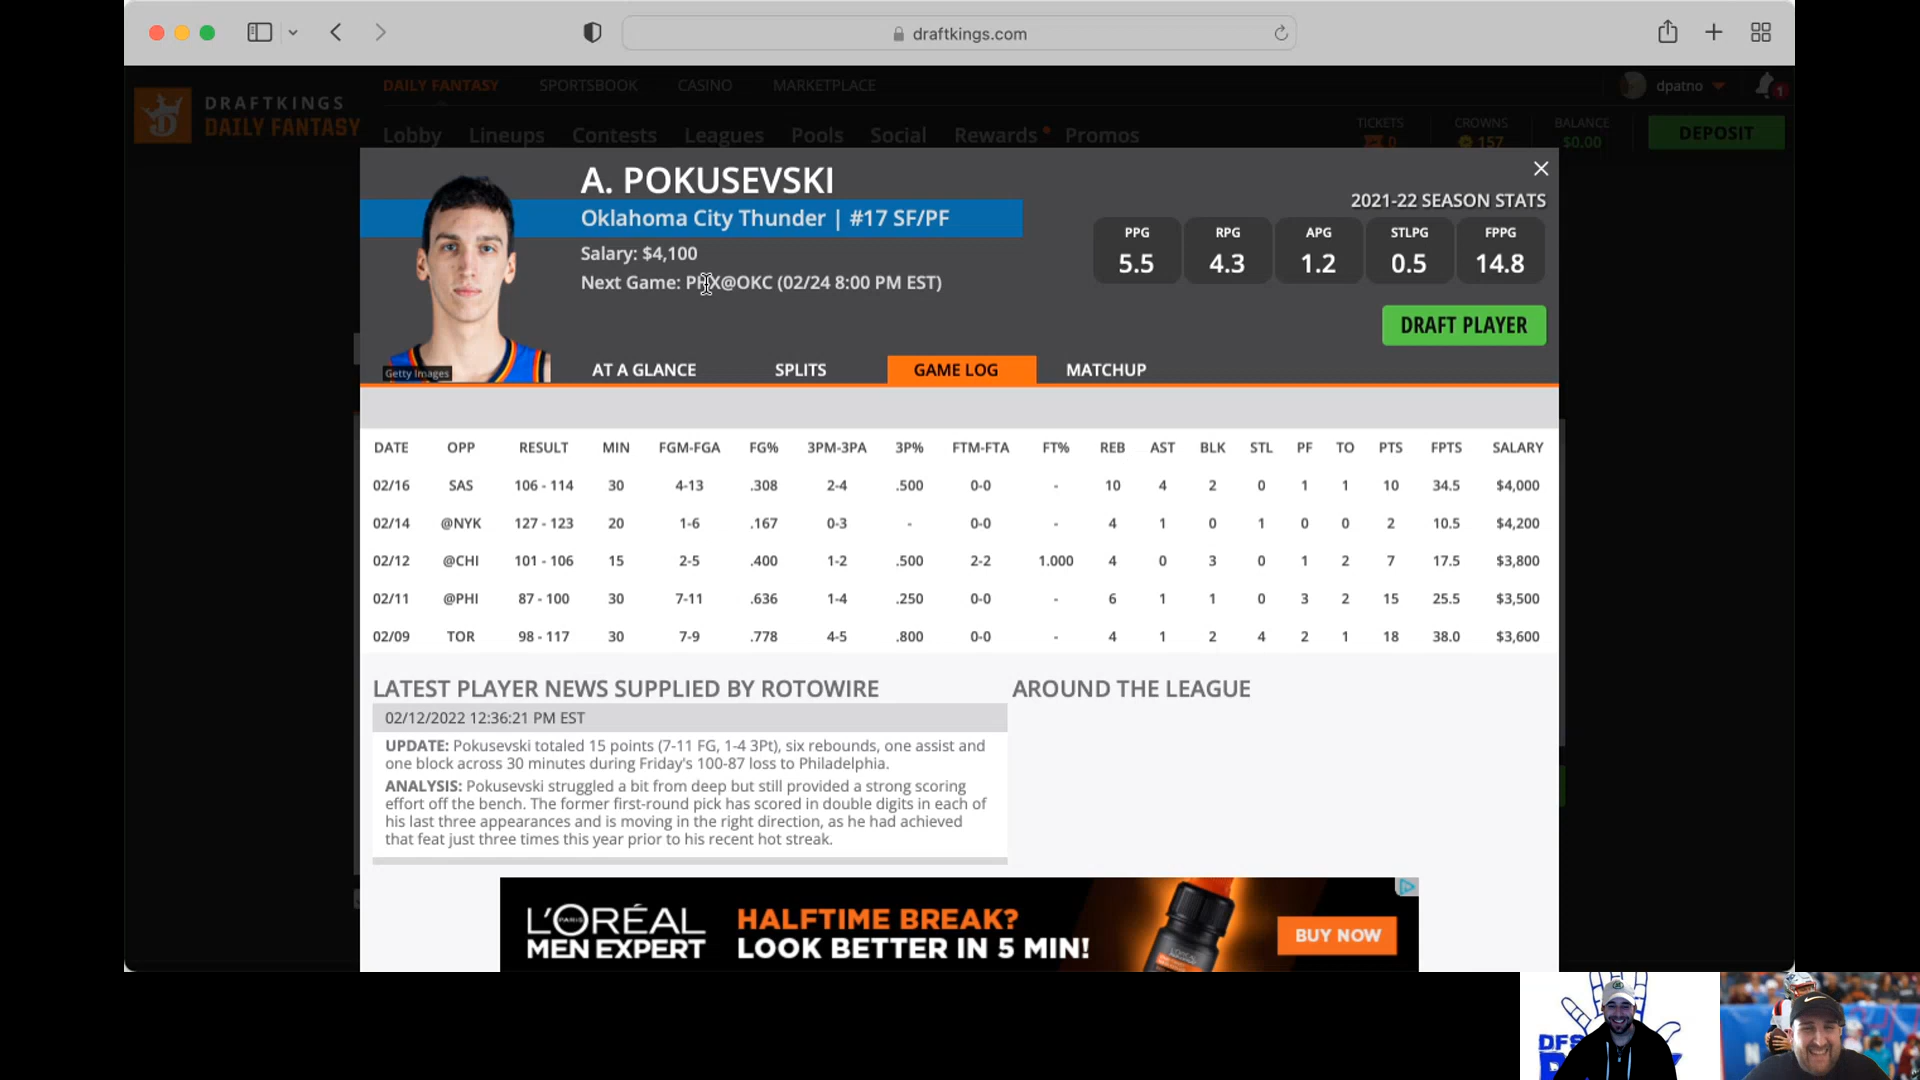 draftkings.com
DRAFTKINGS
DAILY FANTASY
DAILY FANTASY SPORTSBOOK CASINO MARKETPLACE
dpatno
1
Lobby Lineups Contests Leagues Pools Social Rewards Promos
TICKETS CROWNS BALANCE
0 157 $0.00
DEPOSIT
A. POKUSEVSKI
Oklahoma City Thunder | #17 SF/PF
Salary: $4,100
Next Game: PHX@OKC (02/24 8:00 PM EST)
2021-22 SEASON STATS
PPG RPG APG STLPG FPPG
5.5 4.3 1.2 0.5 14.8
DRAFT PLAYER
Getty Images
AT A GLANCE SPLITS GAME LOG MATCHUP
DATE OPP RESULT MIN FGM-FGA FG% 3PM-3PA 3P% FTM-FTA FT% REB AST BLK STL PF TO PTS FPTS SALARY
02/16 SAS 106 - 114 30 4-13 .308 2-4 .500 0-0 - 10 4 2 0 1 1 10 34.5 $4,000
02/14 @NYK 127 - 123 20 1-6 .167 0-3 - 0-0 - 4 1 0 1 0 0 2 10.5 $4,200
02/12 @CHI 101 - 106 15 2-5 .400 1-2 .500 2-2 1.000 4 0 3 0 1 2 7 17.5 $3,800
02/11 @PHI 87 - 100 30 7-11 .636 1-4 .250 0-0 - 6 1 1 0 3 2 15 25.5 $3,500
02/09 TOR 98 - 117 30 7-9 .778 4-5 .800 0-0 - 4 1 2 4 2 1 18 38.0 $3,600
LATEST PLAYER NEWS SUPPLIED BY ROTOWIRE
AROUND THE LEAGUE
02/12/2022 12:36:21 PM EST
UPDATE: Pokusevski totaled 15 points (7-11 FG, 1-4 3Pt), six rebounds, one assist and
one block across 30 minutes during Friday's 100-87 loss to Philadelphia.
ANALYSIS: Pokusevski struggled a bit from deep but still provided a strong scoring
effort off the bench. The former first-round pick has scored in double digits in each of
his last three appearances and is moving in the right direction, as he had achieved
that feat just three times this year prior to his recent hot streak.
L'ORÉAL
PARIS
MEN EXPERT
HALFTIME BREAK?
LOOK BETTER IN 5 MIN!
BUY NOW
DFS